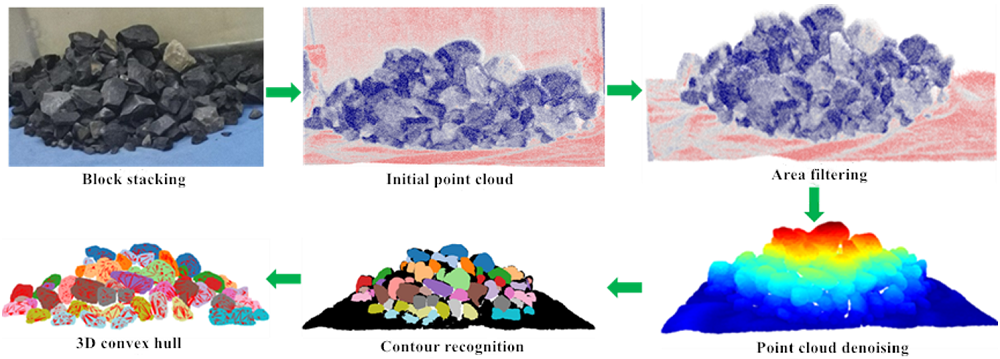 Block stacking
Initial point cloud
Area filtering
3D convex hull
Contour recognition
Point cloud denoising